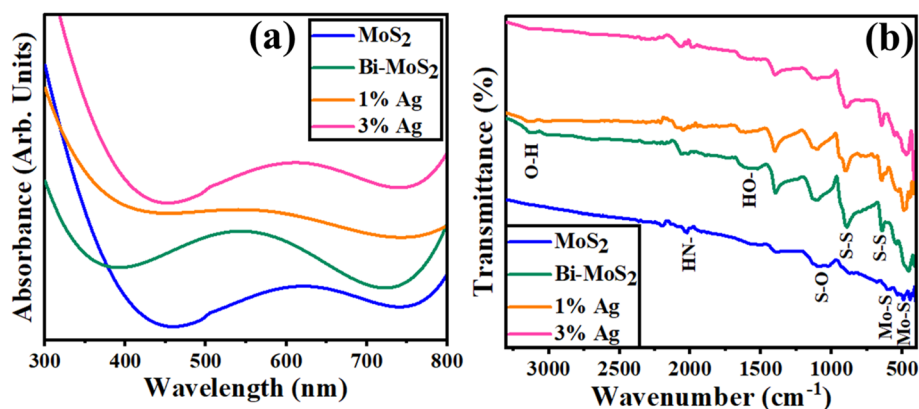 (a)
MoS₂
Bi-MoS₂
1% Ag
3% Ag
Absorbance (Arb. Units)
300 400 500 600 700 800
Wavelength (nm)
(b)
Transmittance (%)
O-H
HO-
HN-
S-O
S-S
S-S
Mo-S
Mo-S
MoS₂
Bi-MoS₂
1% Ag
3% Ag
3000 2500 2000 1500 1000 500
Wavenumber (cm⁻¹)